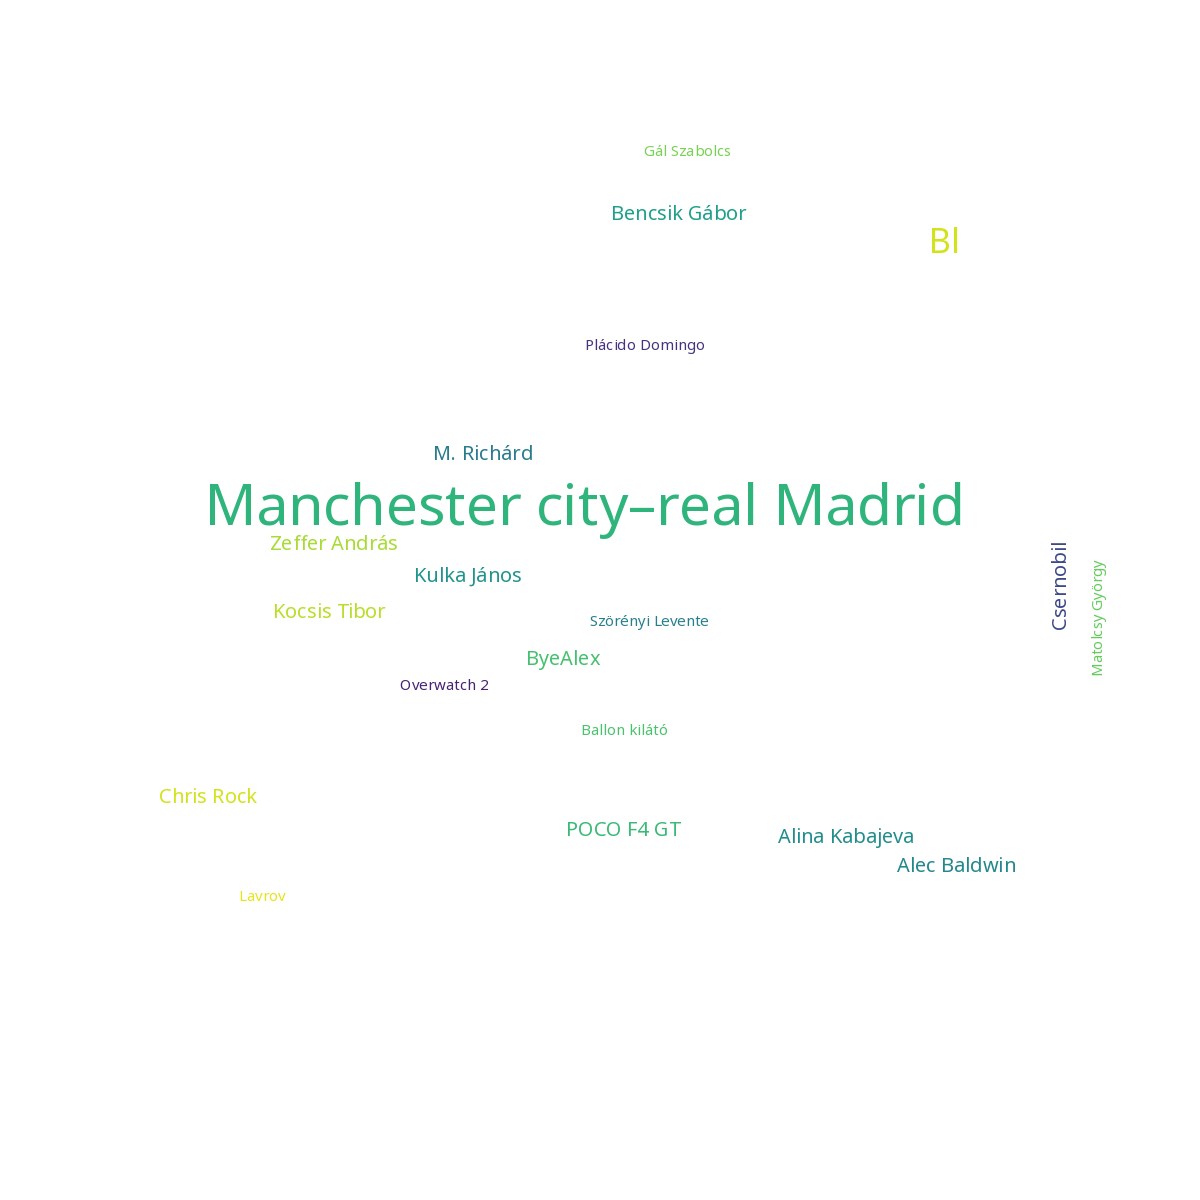 Gál Szabolcs
Bencsik Gábor
Bl
Plácido Domingo
M. Richárd
Manchester city–real Madrid
Zeffer András
Kulka János
Csernobil
Matolcsy György
Kocsis Tibor
Szörényi Levente
ByeAlex
Overwatch 2
Ballon kilátó
Chris Rock
POCO F4 GT
Alina Kabajeva
Alec Baldwin
Lavrov